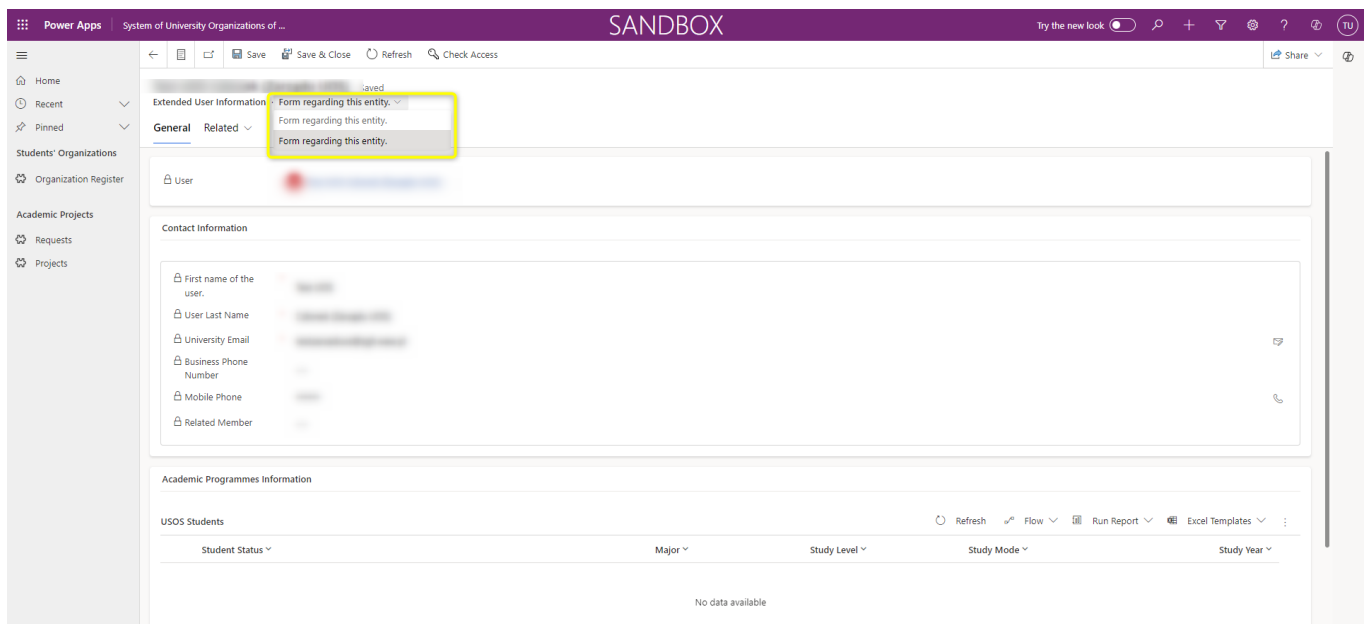 Power Apps System of University Organizations of ... SANDBOX Try the new look TU
Save Save & Close Refresh Check Access Share
Home
Recent
Pinned
Students' Organizations
Organization Register
Academic Projects
Requests
Projects
Saved
Extended User Information · Form regarding this entity.
Form regarding this entity.
Form regarding this entity.
General Related
User
Contact Information
First name of the
user.
User Last Name
University Email
Business Phone
Number
Mobile Phone
Related Member
Academic Programmes Information
USOS Students Refresh Flow Run Report Excel Templates
Student Status Major Study Level Study Mode Study Year
No data available